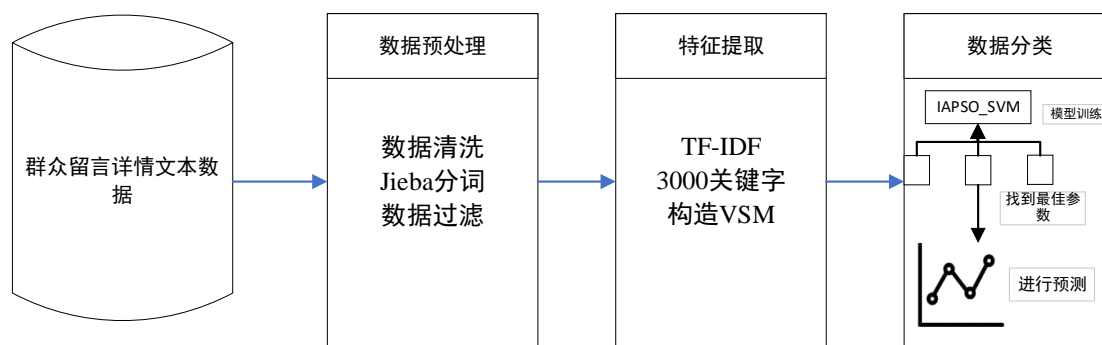 群众留言详情文本数
据
数据预处理
数据清洗
Jieba分词
数据过滤
特征提取
TF-IDF
3000关键字
构造VSM
数据分类
IAPSO_SVM
模型训练
找到最佳参
数
进行预测